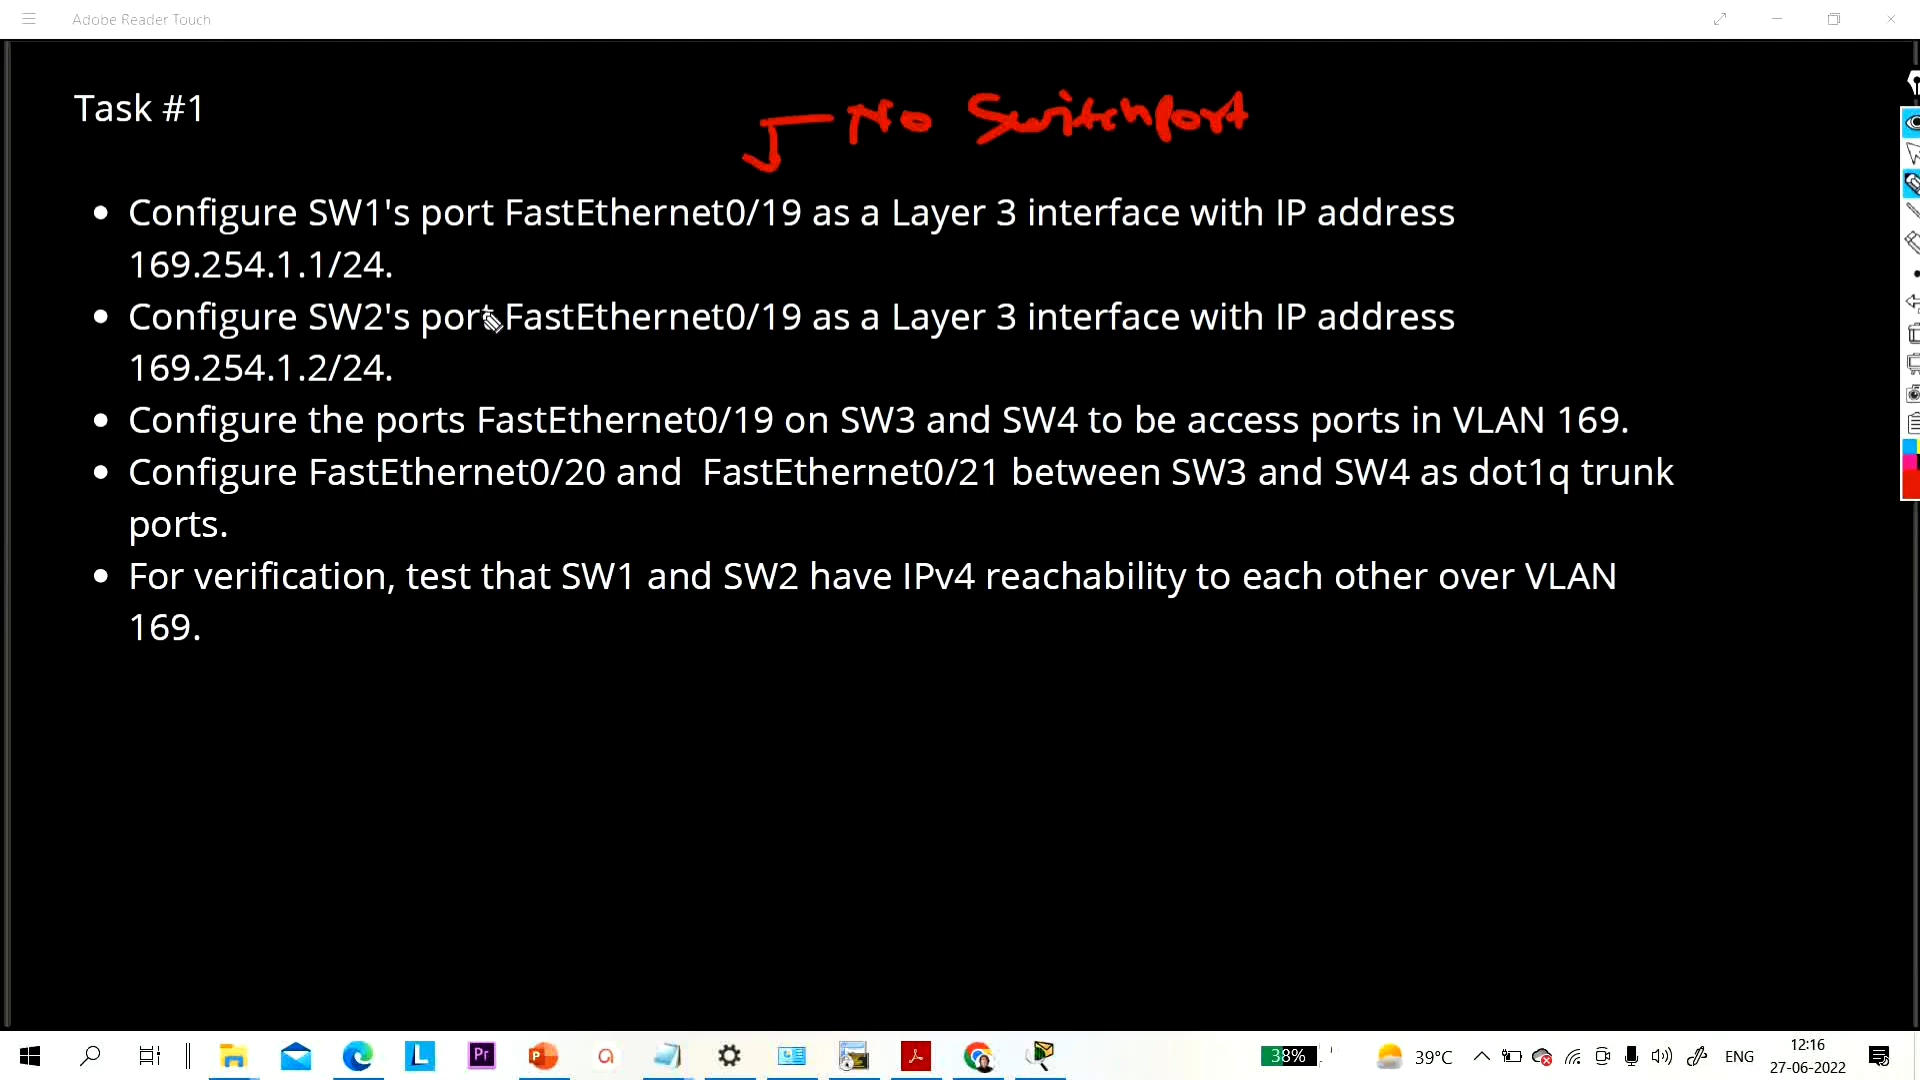 Adobe Reader Touch
Task #1
No Switchport
Configure SW1's port FastEthernet0/19 as a Layer 3 interface with IP address
169.254.1.1/24.
Configure SW2's port FastEthernet0/19 as a Layer 3 interface with IP address
169.254.1.2/24.
Configure the ports FastEthernet0/19 on SW3 and SW4 to be access ports in VLAN 169.
Configure FastEthernet0/20 and FastEthernet0/21 between SW3 and SW4 as dot1q trunk
ports.
For verification, test that SW1 and SW2 have IPv4 reachability to each other over VLAN
169.
L
Pr
P
38%
39°C
ENG
12:16
27-06-2022